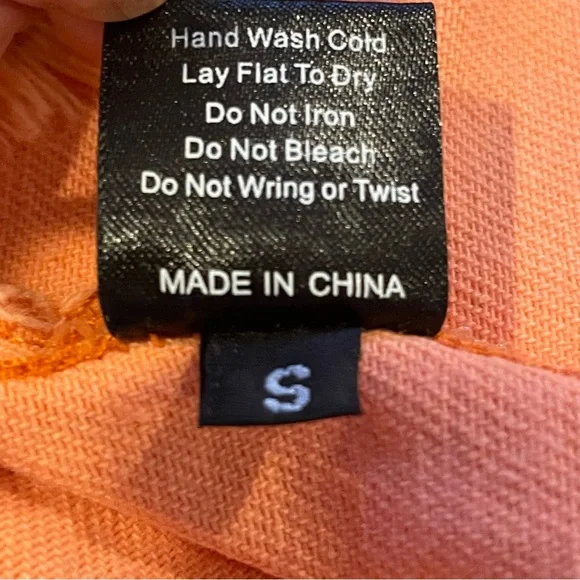 Hand Wash Cold
Lay Flat To Dry
Do Not Iron
Do Not Bleach
Do Not Wring or Twist
MADE IN CHINA
S